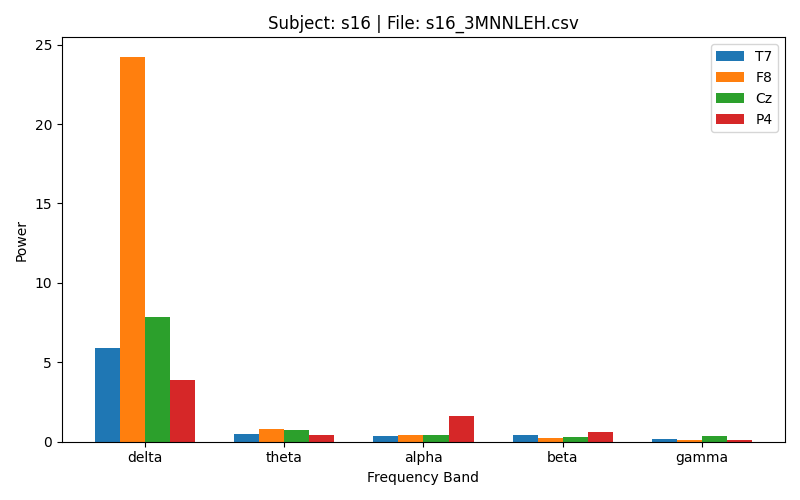 Subject: s16 | File: s16_3MNNLEH.csv
25
20
15
10
5
0
Power
T7
F8
Cz
P4
delta theta alpha beta gamma
Frequency Band